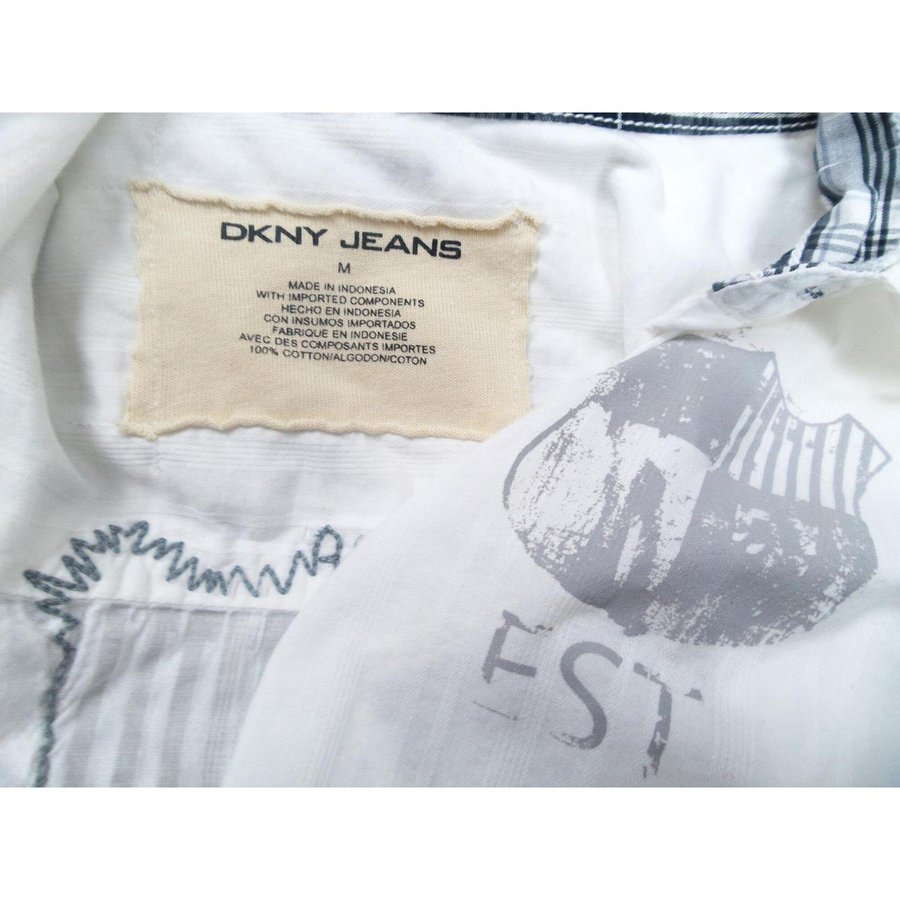 DKNY JEANS
M
MADE IN INDONESIA
WITH IMPORTED COMPONENTS
HECHO EN INDONESIA
CON INSUMOS IMPORTADOS
FABRIQUE EN INDONESIE
AVEC DES COMPOSANTS IMPORTES
100% COTTON/ALGODON/COTON
EST